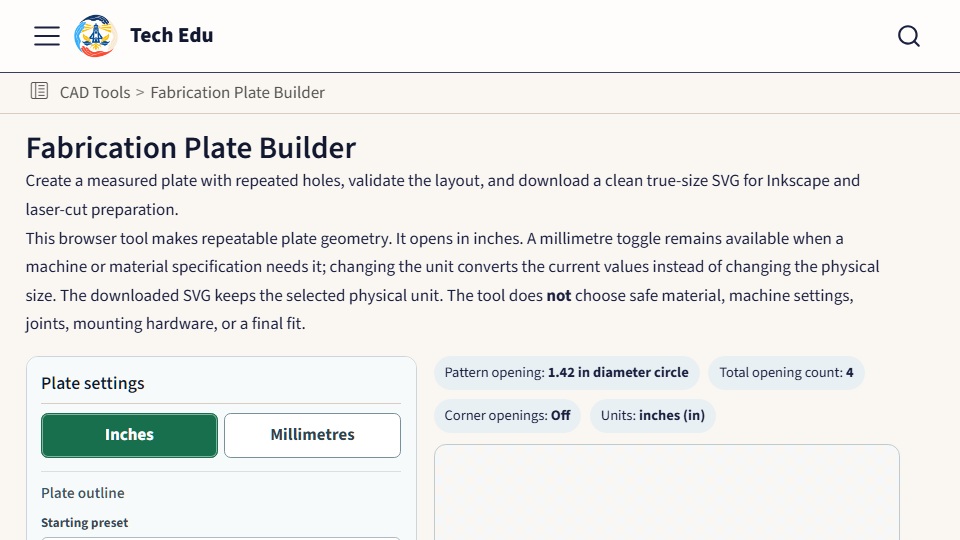 Tech Edu
CAD Tools > Fabrication Plate Builder
Fabrication Plate Builder
Create a measured plate with repeated holes, validate the layout, and download a clean true-size SVG for Inkscape and
laser-cut preparation.
This browser tool makes repeatable plate geometry. It opens in inches. A millimetre toggle remains available when a
machine or material specification needs it; changing the unit converts the current values instead of changing the physical
size. The downloaded SVG keeps the selected physical unit. The tool does not choose safe material, machine settings,
joints, mounting hardware, or a final fit.
Plate settings
Inches
Millimetres
Plate outline
Starting preset
Pattern opening: 1.42 in diameter circle
Total opening count: 4
Corner openings: Off
Units: inches (in)